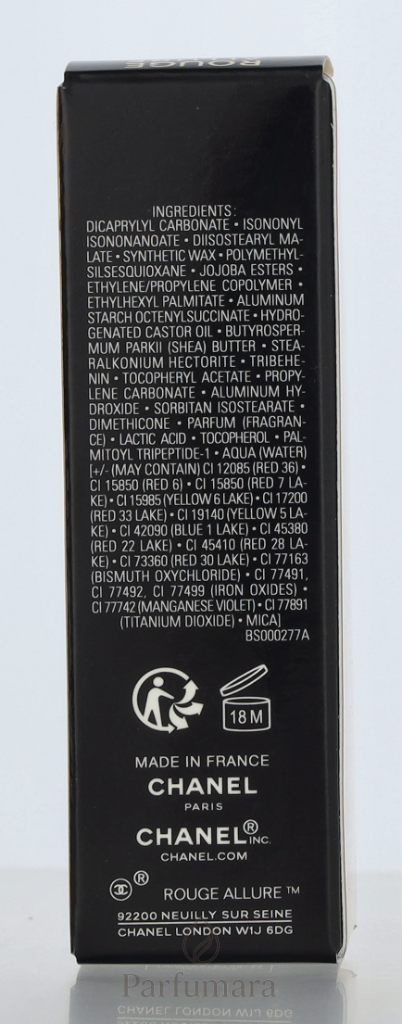 ROUGE
INGREDIENTS:
DICAPRYLYL CARBONATE • ISONONYL
ISONONANOATE • DIISOSTEARYL MA-
LATE • SYNTHETIC WAX • POLYMETHYL-
SILSESQUIOXANE • JOJOBA ESTERS •
ETHYLENE/PROPYLENE COPOLYMER •
ETHYLHEXYL PALMITATE • ALUMINUM
STARCH OCTENYLSUCCINATE • HYDRO-
GENATED CASTOR OIL • BUTYROSPER-
MUM PARKII (SHEA) BUTTER • STEA-
RALKONIUM HECTORITE • TRIBEHE-
NIN • TOCOPHERYL ACETATE • PROPY-
LENE CARBONATE • ALUMINUM HY-
DROXIDE • SORBITAN ISOSTEARATE •
DIMETHICONE • PARFUM (FRAGRAN-
CE) • LACTIC ACID • TOCOPHEROL • PAL-
MITOYL TRIPEPTIDE-1 • AQUA (WATER)
[+/- (MAY CONTAIN) CI 12085 (RED 36) •
CI 15850 (RED 6) • CI 15850 (RED 7 LA-
KE) • CI 15985 (YELLOW 6 LAKE) • CI 17200
(RED 33 LAKE) • CI 19140 (YELLOW 5 LA-
KE) • CI 42090 (BLUE 1 LAKE) • CI 45380
(RED 22 LAKE) • CI 45410 (RED 28 LA-
KE) • CI 73360 (RED 30 LAKE) • CI 77163
(BISMUTH OXYCHLORIDE) • CI 77491,
CI 77492, CI 77499 (IRON OXIDES) •
CI 77742 (MANGANESE VIOLET) • CI 77891
(TITANIUM DIOXIDE) • MICA]
BS000277A
18 M
MADE IN FRANCE
CHANEL
PARIS
CHANEL® INC.
CHANEL.COM
® ROUGE ALLURE™
92200 NEUILLY SUR SEINE
CHANEL LONDON W1J 6DG
Parfumara